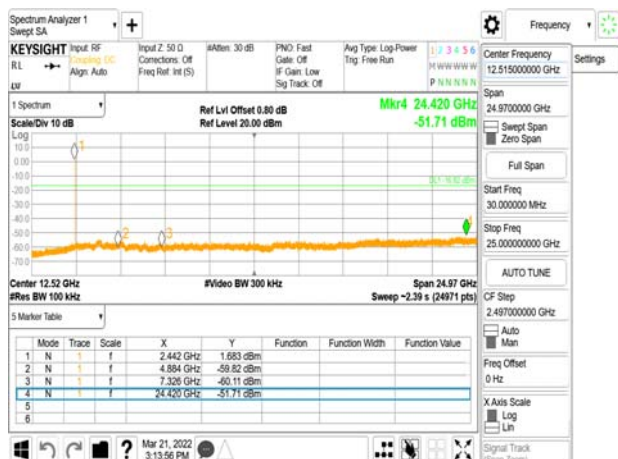 Spectrum Analyzer 1
Swept SA
+
Frequency
Settings
KEYSIGHT Input: RF Input Z: 50 Ω #Atten: 30 dB PNO: Fast Avg Type: Log-Power 1 2 3 4 5 6
RL Coupling: DC Corrections: Off Gate: Off Trig: Free Run M W W W W W
Align: Auto Freq Ref: Int (S) IF Gain: Low
Sig Track: Off P N N N N N
1 Spectrum
Scale/Div 10 dB
Ref Lvl Offset 0.80 dB
Ref Level 20.00 dBm
Mkr4 24.420 GHz
-51.71 dBm
Log
10.0
0.00
-10.0
-20.0
-30.0
-40.0
-50.0
-60.0
-70.0
1
2
3
Center 12.52 GHz #Video BW 300 kHz Span 24.97 GHz
#Res BW 100 kHz Sweep ~2.39 s (24971 pts)
5 Marker Table
Mode Trace Scale X Y Function Function Width Function Value
1 N 1 f 2.442 GHz 1.683 dBm
2 N 1 f 4.884 GHz -59.82 dBm
3 N 1 f 7.326 GHz -60.11 dBm
4 N 1 f 24.420 GHz -51.71 dBm
5
6
?
Mar 21, 2022
3:13:56 PM
Center Frequency
12.515000000 GHz
Span
24.9700000 GHz
Swept Span
Zero Span
Full Span
Start Freq
30.000000 MHz
Stop Freq
25.000000000 GHz
AUTO TUNE
CF Step
2.497000000 GHz
Auto
Man
Freq Offset
0 Hz
X Axis Scale
Log
Lin
Signal Track